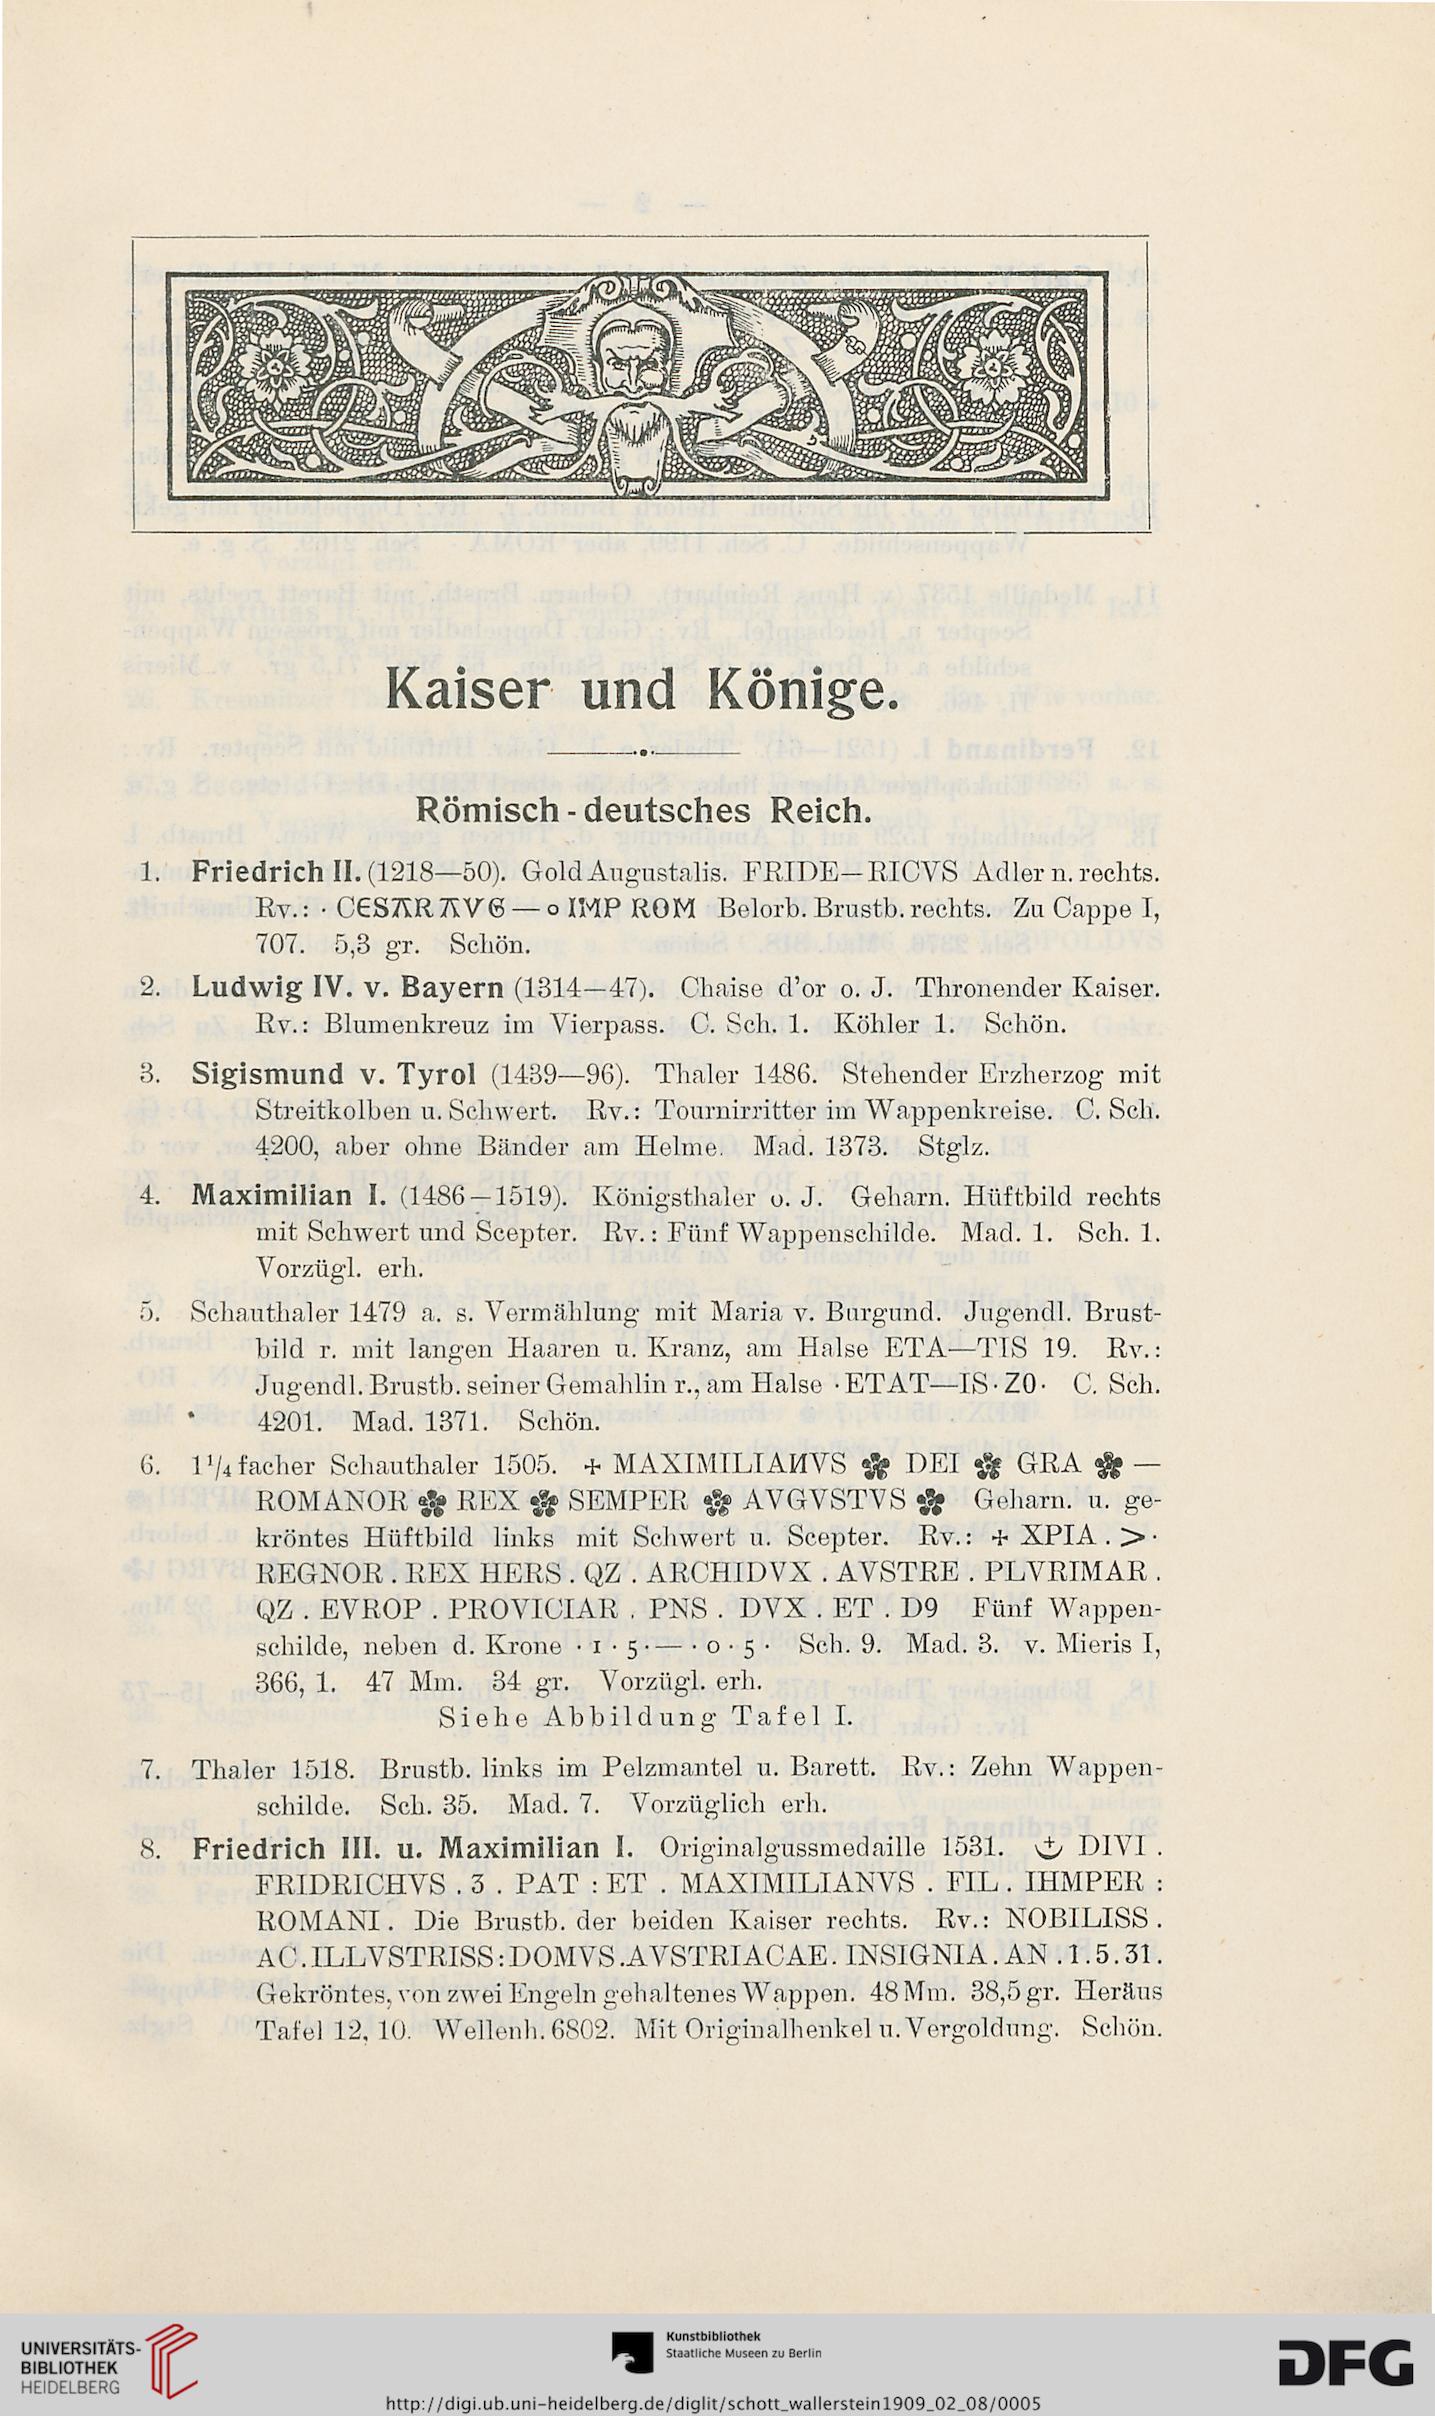 Kaiser und Könige.
Römisch-deutsches Reich.
1. Friedrich II. (1218—50). Gold Augustalis. FRIDE—RICVS Adler n. rechts.
Rv.: · CESAR AVG — o IMP ROM Belorb. Brustb. rechts. Zu Cappe I,
707. 5,3 gr. Schön.
2. Ludwig IV. v. Bayern (1314—47). Chaise d'or o. J. Thronender Kaiser.
Rv.: Blumenkreuz im Vierpass. C. Sch. 1. Köhler 1. Schön.
3. Sigismund v. Tyrol (1439—96). Thaler 1486. Stehender Erzherzog mit
Streitkolben u. Schwert. Rv.: Tournirritter im Wappenkreise. C. Sch.
4200, aber ohne Bänder am Helme. Mad. 1373. Stglz.
4. Maximilian I. (1486—1519). Königsthaler o. J. Geharn. Hüftbild rechts
mit Schwert und Scepter. Rv.: Fünf Wappenschilde. Mad. 1. Sch. 1.
Vorzügl. erh.
5. Schauthaler 1479 a. s. Vermählung mit Maria v. Burgund. Jugendl. Brust-
bild r. mit langen Haaren u. Kranz, am Halse ETA—TIS 19. Rv.:
Jugendl. Brustb. seiner Gemahlin r., am Halse · ETAT—IS · Z0 · C. Sch.
4201. Mad. 1371. Schön.
6. 1 1/4 facher Schauthaler 1505. + MAXIMILIAИVS ✿ DEI ✿ GRA ✿ —
ROMANOR ✿ REX ✿ SEMPER ✿ AVGVSTVS ✿ Geharn. u. ge-
kröntes Hüftbild links mit Schwert u. Scepter. Rv.: + XPIA . > ·
REGNOR . REX HERS . QZ . ARCHIDVX . AVSTRE . PLVRIMAR .
QZ . EVROP . PROVICIAR . PNS . DVX . ET . D9 Fünf Wappen-
schilde, neben d. Krone · 1 · 5 · — · o · 5 · Sch. 9. Mad. 3. v. Mieris I,
366, 1. 47 Mm. 34 gr. Vorzügl. erh.
Siehe Abbildung Tafel I.
7. Thaler 1518. Brustb. links im Pelzmantel u. Barett. Rv.: Zehn Wappen-
schilde. Sch. 35. Mad. 7. Vorzüglich erh.
8. Friedrich III. u. Maximilian I. Originalgussmedaille 1531. DIVI .
FRIDRICHVS . 3 . PAT : ET . MAXIMILIANVS . FIL . IHMPER :
ROMANI . Die Brustb. der beiden Kaiser rechts. Rv.: NOBILISS .
AC . ILLVSTRISS : DOMVS . AVSTRIACAE . INSIGNIA . AN . 1 . 5 . 31 .
Gekröntes, von zwei Engeln gehaltenes Wappen. 48 Mm. 38,5 gr. Heräus
Tafel 12, 10. Wellenh. 6802. Mit Originalhenkel u. Vergoldung. Schön.
UNIVERSITÄTS-
BIBLIOTHEK
HEIDELBERG
Kunstbibliothek
Staatliche Museen zu Berlin
DFG
http://digi.ub.uni-heidelberg.de/diglit/schott_wallerstein1909_02_08/0005